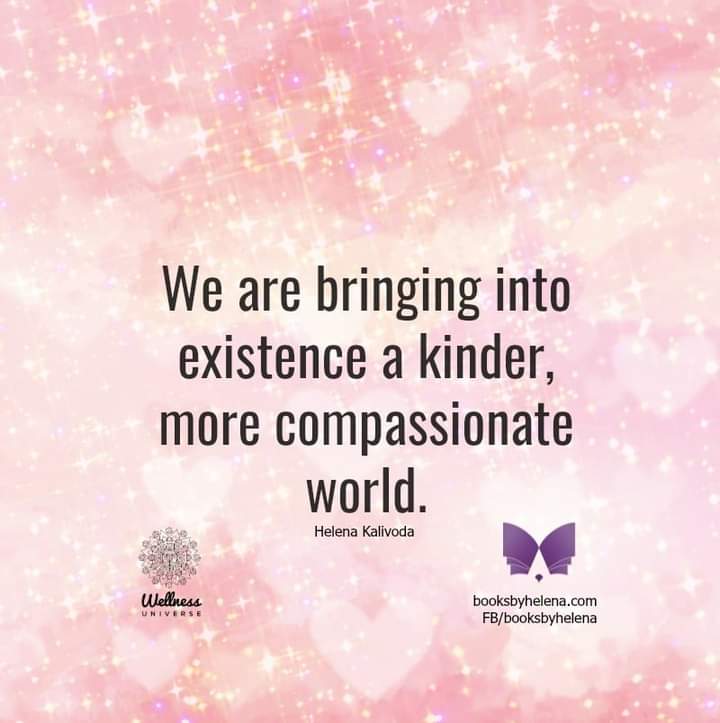 We are bringing into
existence a kinder,
more compassionate
world.
Helena Kalivoda
Wellness
UNIVERSE
booksbyhelena.com
FB/booksbyhelena